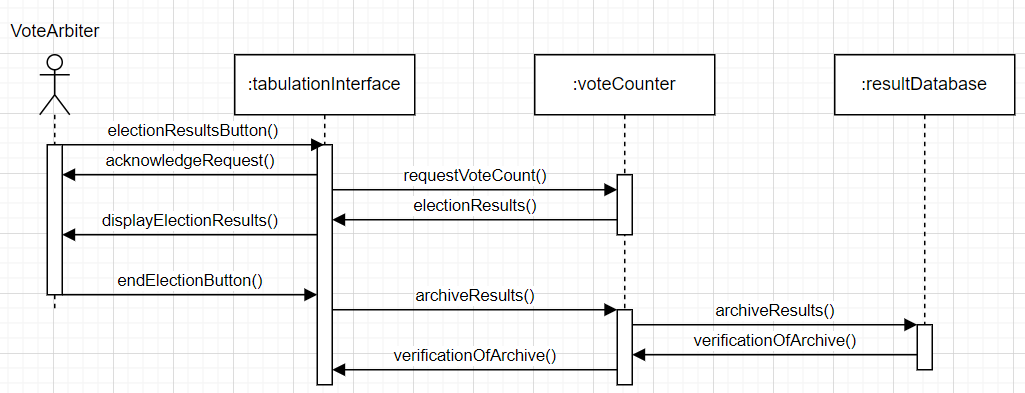 VoteArbiter
:tabulationInterface
:voteCounter
:resultDatabase
electionResultsButton()
acknowledgeRequest()
requestVoteCount()
electionResults()
displayElectionResults()
endElectionButton()
archiveResults()
archiveResults()
verificationOfArchive()
verificationOfArchive()